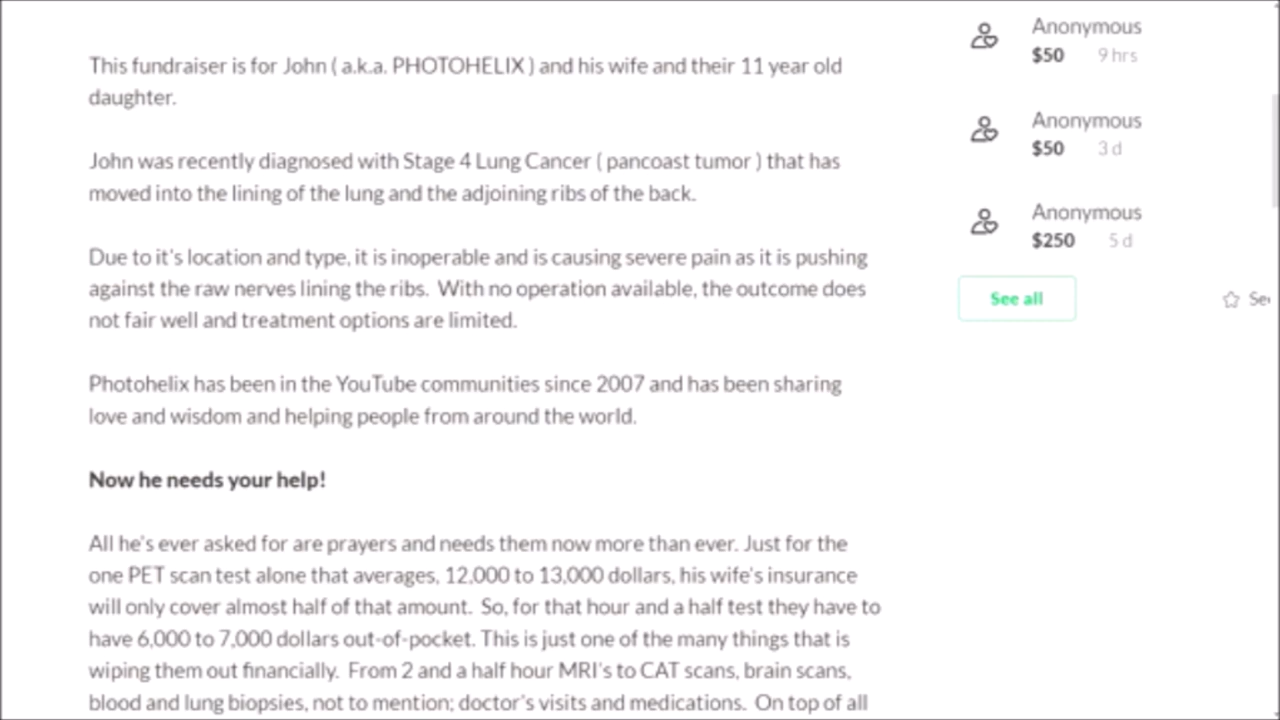 This fundraiser is for John ( a.k.a. PHOTOHELIX ) and his wife and their 11 year old
daughter.
John was recently diagnosed with Stage 4 Lung Cancer ( pancoast tumor ) that has
moved into the lining of the lung and the adjoining ribs of the back.
Due to it's location and type, it is inoperable and is causing severe pain as it is pushing
against the raw nerves lining the ribs.  With no operation available, the outcome does
not fair well and treatment options are limited.
Photohelix has been in the YouTube communities since 2007 and has been sharing
love and wisdom and helping people from around the world.
Now he needs your help!
All he's ever asked for are prayers and needs them now more than ever. Just for the
one PET scan test alone that averages, 12,000 to 13,000 dollars, his wife's insurance
will only cover almost half of that amount.  So, for that hour and a half test they have to
have 6,000 to 7,000 dollars out-of-pocket. This is just one of the many things that is
wiping them out financially.  From 2 and a half hour MRI's to CAT scans, brain scans,
blood and lung biopsies, not to mention; doctor's visits and medications.  On top of all
Anonymous
$50 9 hrs
Anonymous
$50 3 d
Anonymous
$250 5 d
See all